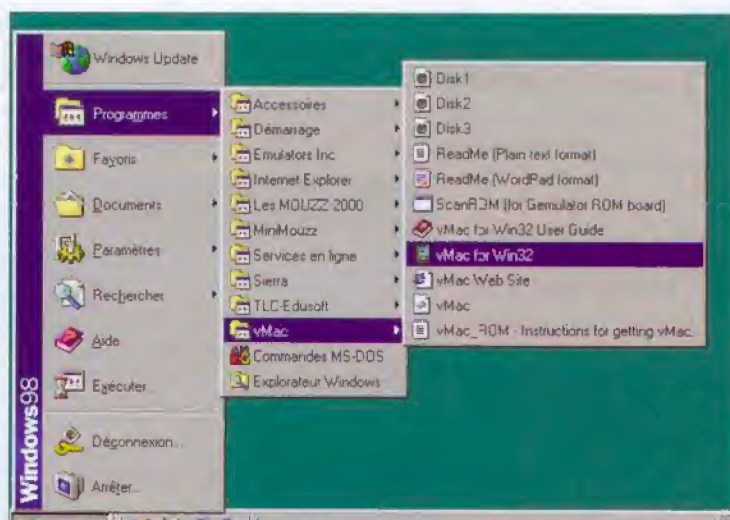 Windows Update
Programmes
Favoris
Documents
Paramètres
Rechercher
Aide
Exécuter...
Déconnexion...
Arrêter...
Windows98
Accessoires
Démarrage
Emulators Inc
Internet Explorer
Les MOUZZ 2000
MiniMouzz
Services en ligne
Sierra
TLC-Edusoft
vMac
Commandes MS-DOS
Explorateur Windows
Disk1
Disk2
Disk3
ReadMe (Plain text format)
ReadMe (WordPad format)
ScanROM (for Gemulator ROM board)
vMac for Win32 User Guide
vMac for Win32
vMac Web Site
vMac
vMac_ROM - Instructions for getting vMac.